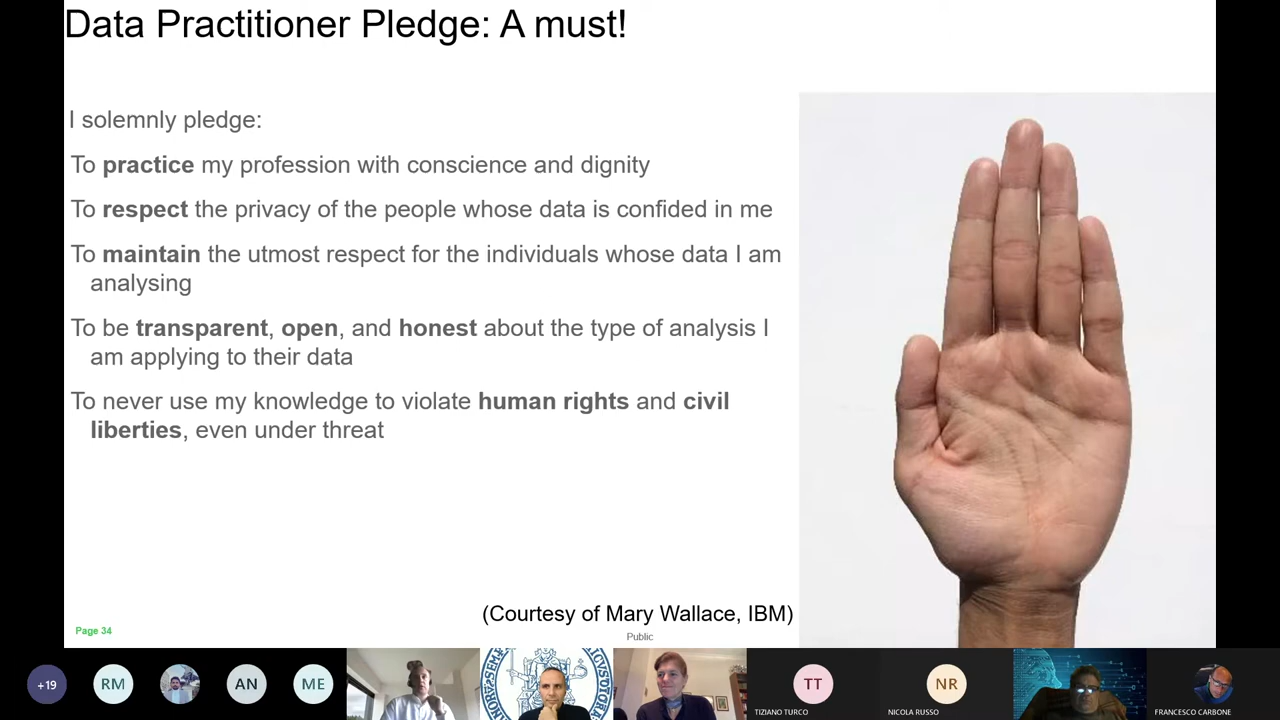 Data Practitioner Pledge: A must!
I solemnly pledge:
To practice my profession with conscience and dignity
To respect the privacy of the people whose data is confided in me
To maintain the utmost respect for the individuals whose data I am
analysing
To be transparent, open, and honest about the type of analysis I
am applying to their data
To never use my knowledge to violate human rights and civil
liberties, even under threat
(Courtesy of Mary Wallace, IBM)
Page 34
Public
+19
RM
AN
ME
TT
NR
TIZIANO TURCO
NICOLA RUSSO
FRANCESCO CARBONE